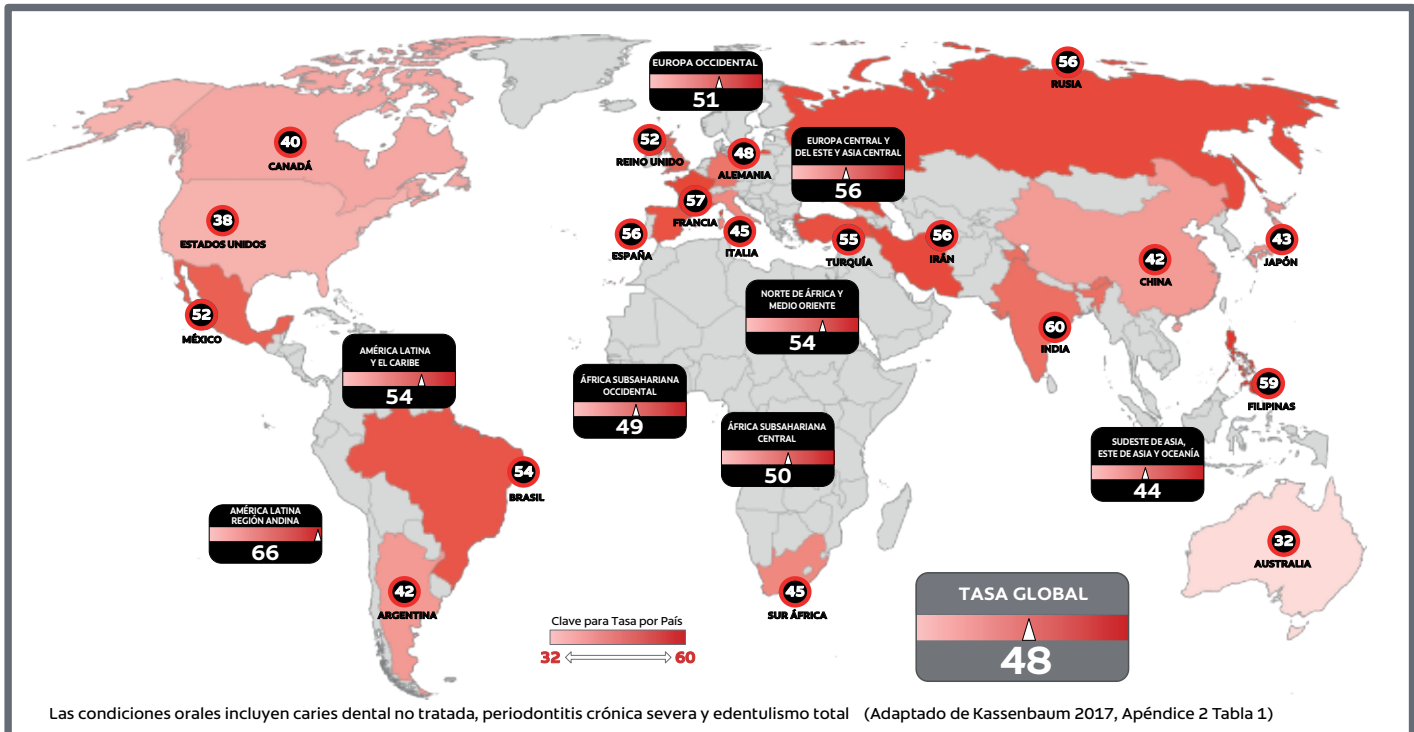 EUROPA OCCIDENTAL
51
56
RUSIA
40
CANADÁ
52
REINO UNIDO
48
ALEMANIA
EUROPA CENTRAL Y
DEL ESTE Y ASIA CENTRAL
56
38
ESTADOS UNIDOS
57
FRANCIA
56
ESPAÑA
45
ITALIA
55
TURQUÍA
56
IRÁN
42
CHINA
43
JAPÓN
52
MÉXICO
NORTE DE ÁFRICA Y
MEDIO ORIENTE
54
60
INDIA
AMÉRICA LATINA
Y EL CARIBE
54
ÁFRICA SUBSAHARIANA
OCCIDENTAL
49
59
FILIPINAS
ÁFRICA SUBSAHARIANA
CENTRAL
50
SUDESTE DE ASIA,
ESTE DE ASIA Y OCEANÍA
44
54
BRASIL
AMÉRICA LATINA
REGIÓN ANDINA
66
32
AUSTRALIA
42
ARGENTINA
45
SUR ÁFRICA
TASA GLOBAL
48
Clave para Tasa por País
32 60
Las condiciones orales incluyen caries dental no tratada, periodontitis crónica severa y edentulismo total (Adaptado de Kassenbaum 2017, Apéndice 2 Tabla 1)